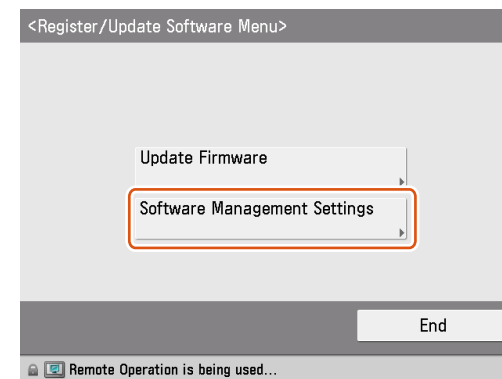 <Register/Update Software Menu>
Update Firmware
Software Management Settings
End
Remote Operation is being used...